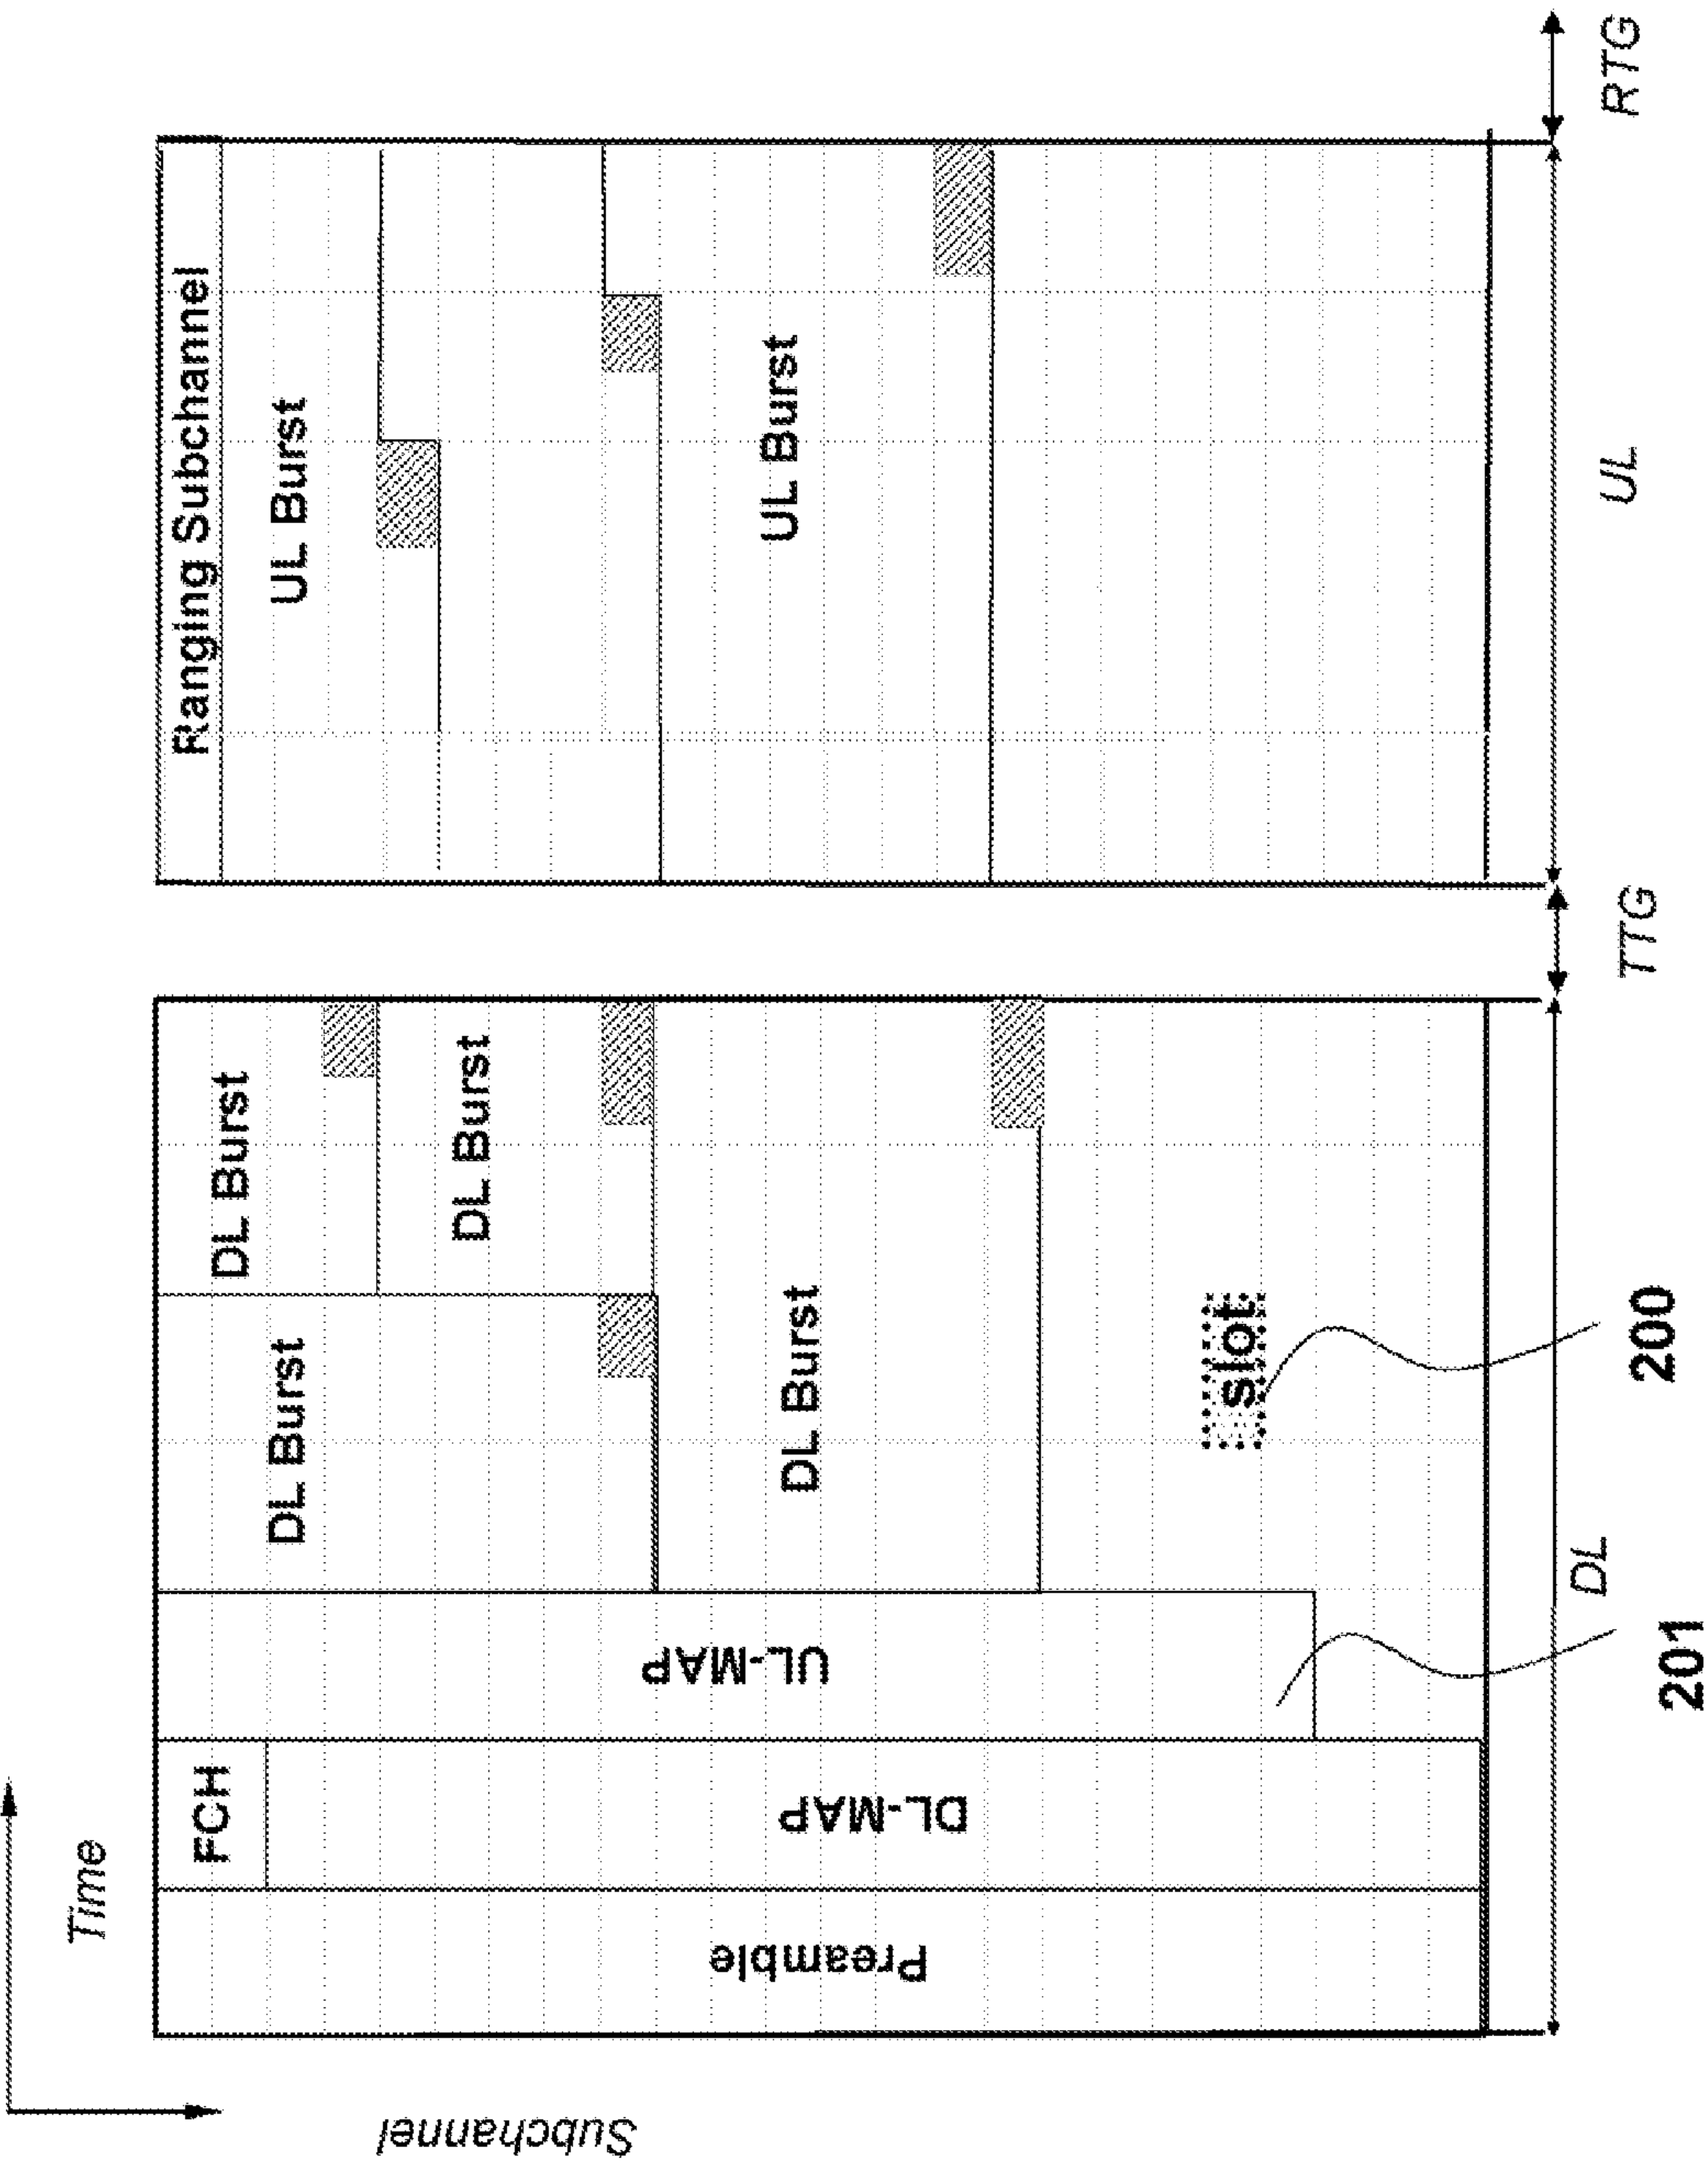 Time
Subchannel
Preamble
FCH
DL-MAP
UL-MAP
DL Burst
DL Burst
DL Burst
DL Burst
slot
Ranging Subchannel
UL Burst
UL Burst
DL
TTG
UL
RTG
201
200